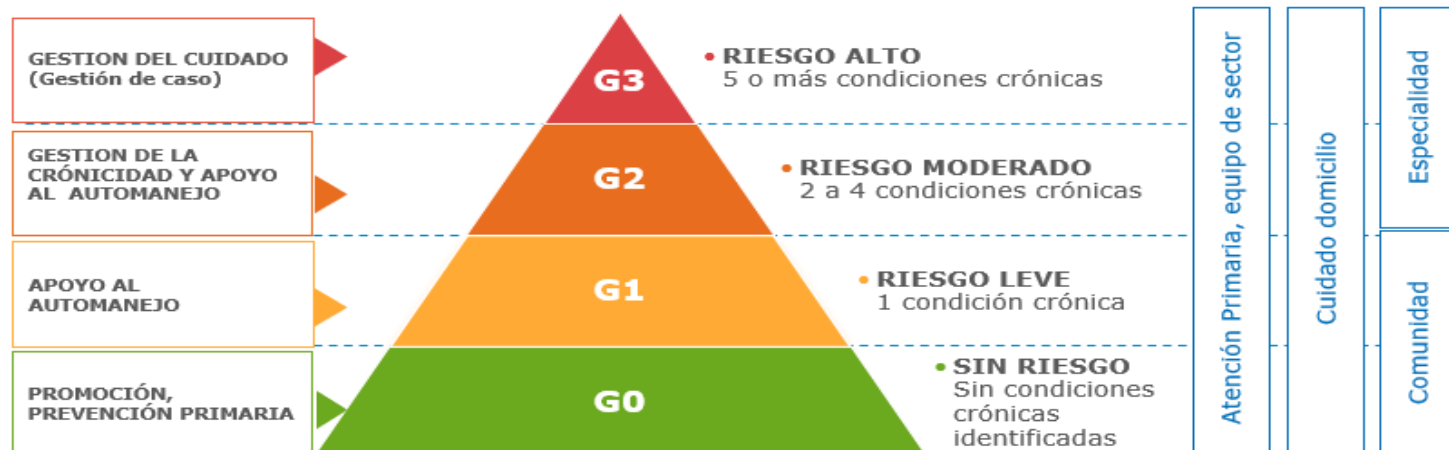 GESTION DEL CUIDADO
(Gestión de caso)
G3
• RIESGO ALTO
5 o más condiciones crónicas
GESTION DE LA
CRÓNICIDAD Y APOYO
AL AUTOMANEJO
G2
• RIESGO MODERADO
2 a 4 condiciones crónicas
APOYO AL
AUTOMANEJO
G1
• RIESGO LEVE
1 condición crónica
PROMOCIÓN,
PREVENCIÓN PRIMARIA
G0
• SIN RIESGO
Sin condiciones
crónicas
identificadas
Atención Primaria, equipo de sector
Cuidado domicilio
Especialidad
Comunidad